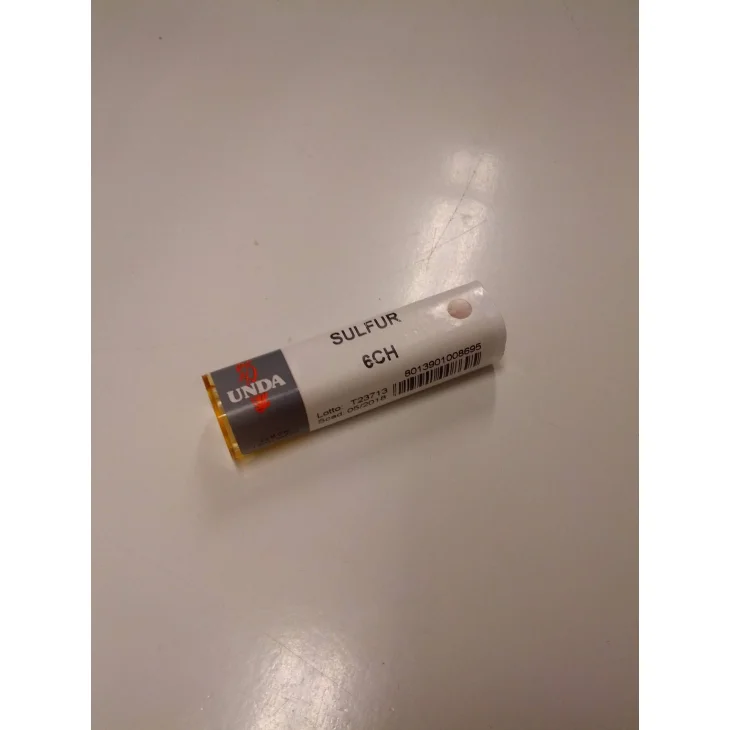 UNDA
SULFUR
6CH
Lotto: T23713
Scad: 05/2018
8013901008695